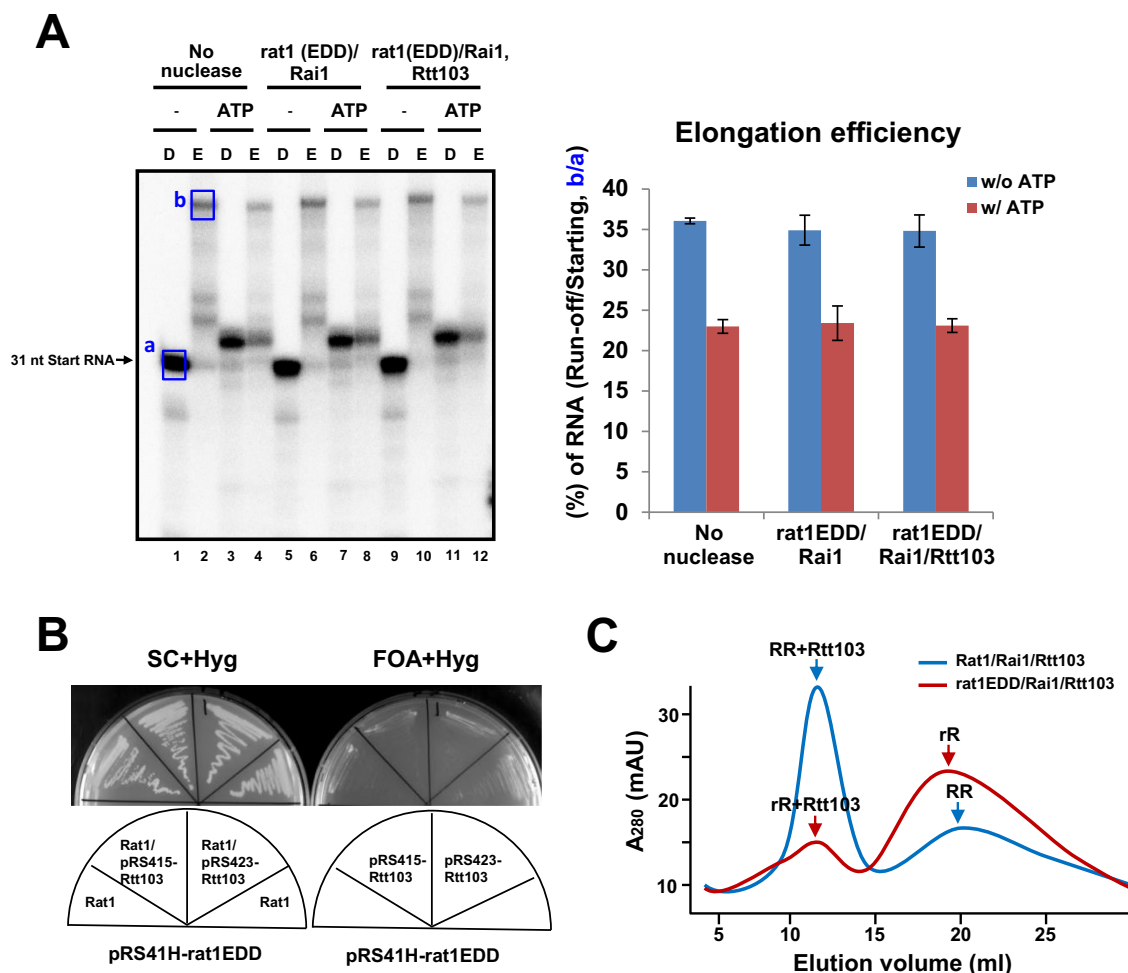 A
No nuclease
rat1 (EDD)/
Rai1
rat1(EDD)/Rai1,
Rtt103
- ATP - ATP - ATP
D E D E D E D E D E D E
b
a
31 nt Start RNA
1 2 3 4 5 6 7 8 9 10 11 12
Elongation efficiency
w/o ATP
w/ ATP
(%) of RNA (Run-off/Starting, b/a)
40
35
30
25
20
15
10
5
0
No
nuclease
rat1EDD/
Rai1
rat1EDD/
Rai1/Rtt103
B
SC+Hyg
FOA+Hyg
Rat1/
pRS415-
Rtt103
Rat1/
pRS423-
Rtt103
Rat1
Rat1
pRS41H-rat1EDD
pRS415-
Rtt103
pRS423-
Rtt103
pRS41H-rat1EDD
C
RR+Rtt103
Rat1/Rai1/Rtt103
rat1EDD/Rai1/Rtt103
rR
RR
rR+Rtt103
A280 (mAU)
30
20
10
5 10 15 20 25
Elution volume (ml)